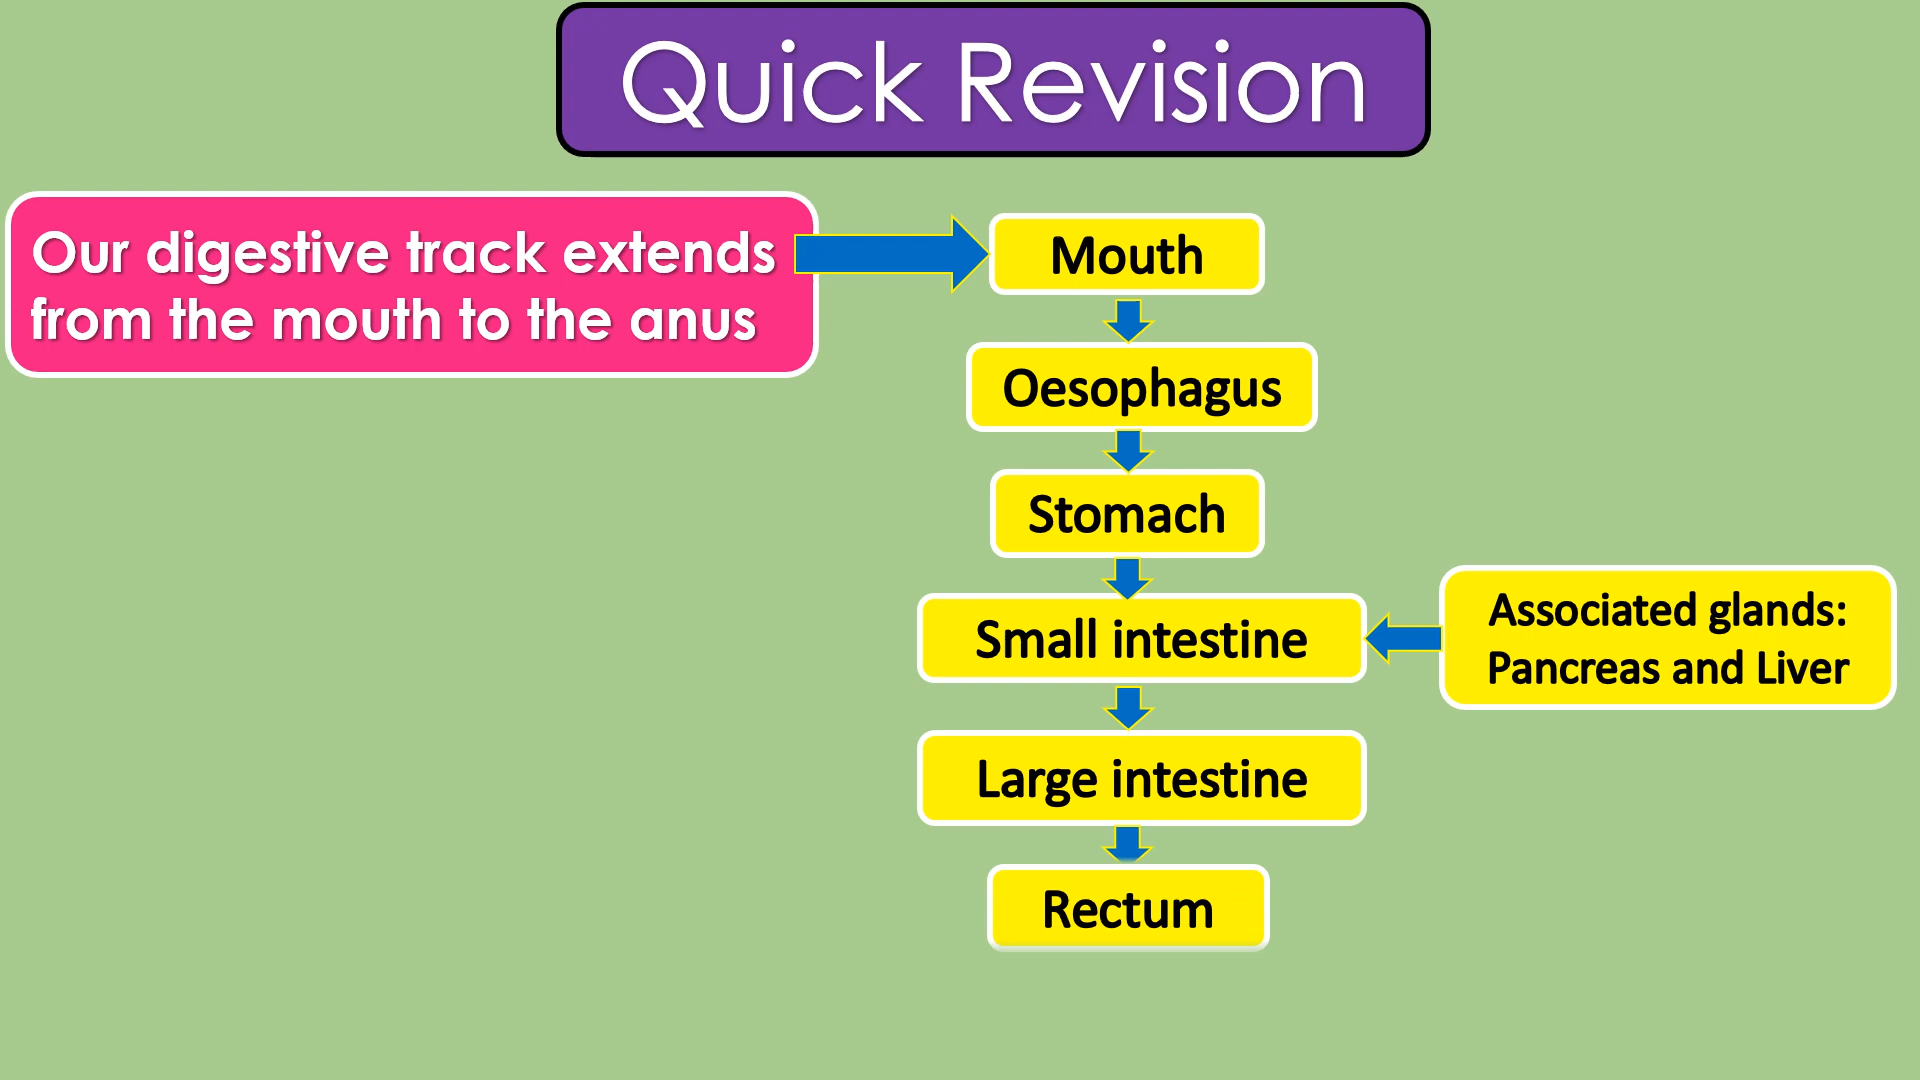 Quick Revision
Our digestive track extends
from the mouth to the anus
Mouth
Oesophagus
Stomach
Small intestine
Associated glands:
Pancreas and Liver
Large intestine
Rectum